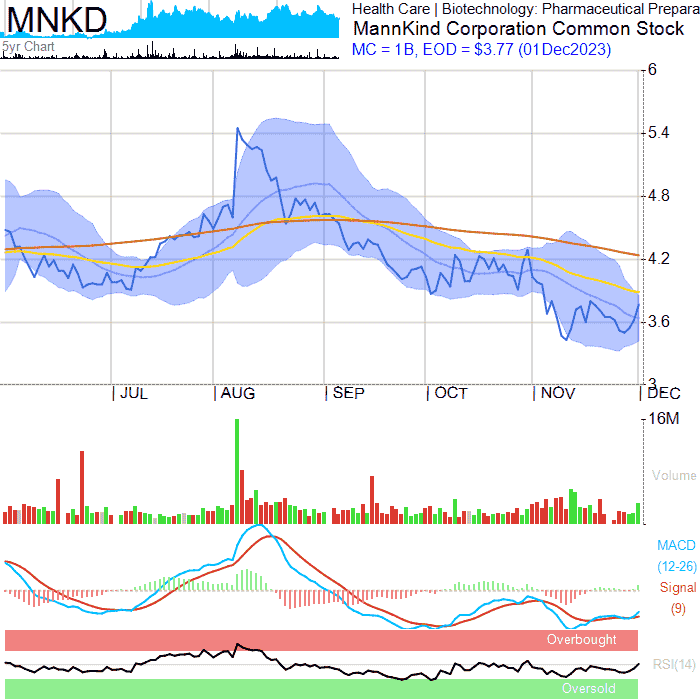 MNKD
5yr Chart
Health Care | Biotechnology: Pharmaceutical Prepara
MannKind Corporation Common Stock
MC = 1B, EOD = $3.77 (01Dec2023)
6
5.4
4.8
4.2
3.6
3
JUL AUG SEP OCT NOV DEC
16M
Volume
MACD
(12-26)
Signal
(9)
Overbought
RSI(14)
Oversold